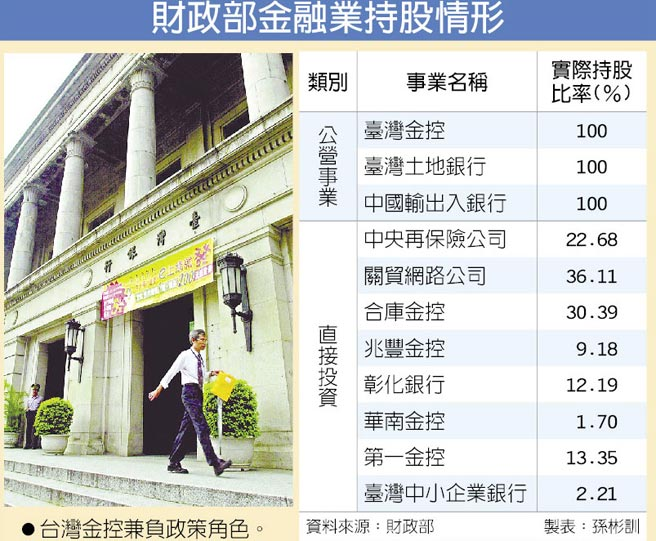 財政部金融業持股情形
臺灣銀行
●台灣金控兼負政策角色。
類別 事業名稱 實際持股
比率(%)
公營事業
臺灣金控 100
臺灣土地銀行 100
中國輸出入銀行 100
直接投資
中央再保險公司 22.68
關貿網路公司 36.11
合庫金控 30.39
兆豐金控 9.18
彰化銀行 12.19
華南金控 1.70
第一金控 13.35
臺灣中小企業銀行 2.21
資料來源：財政部 製表：孫彬訓